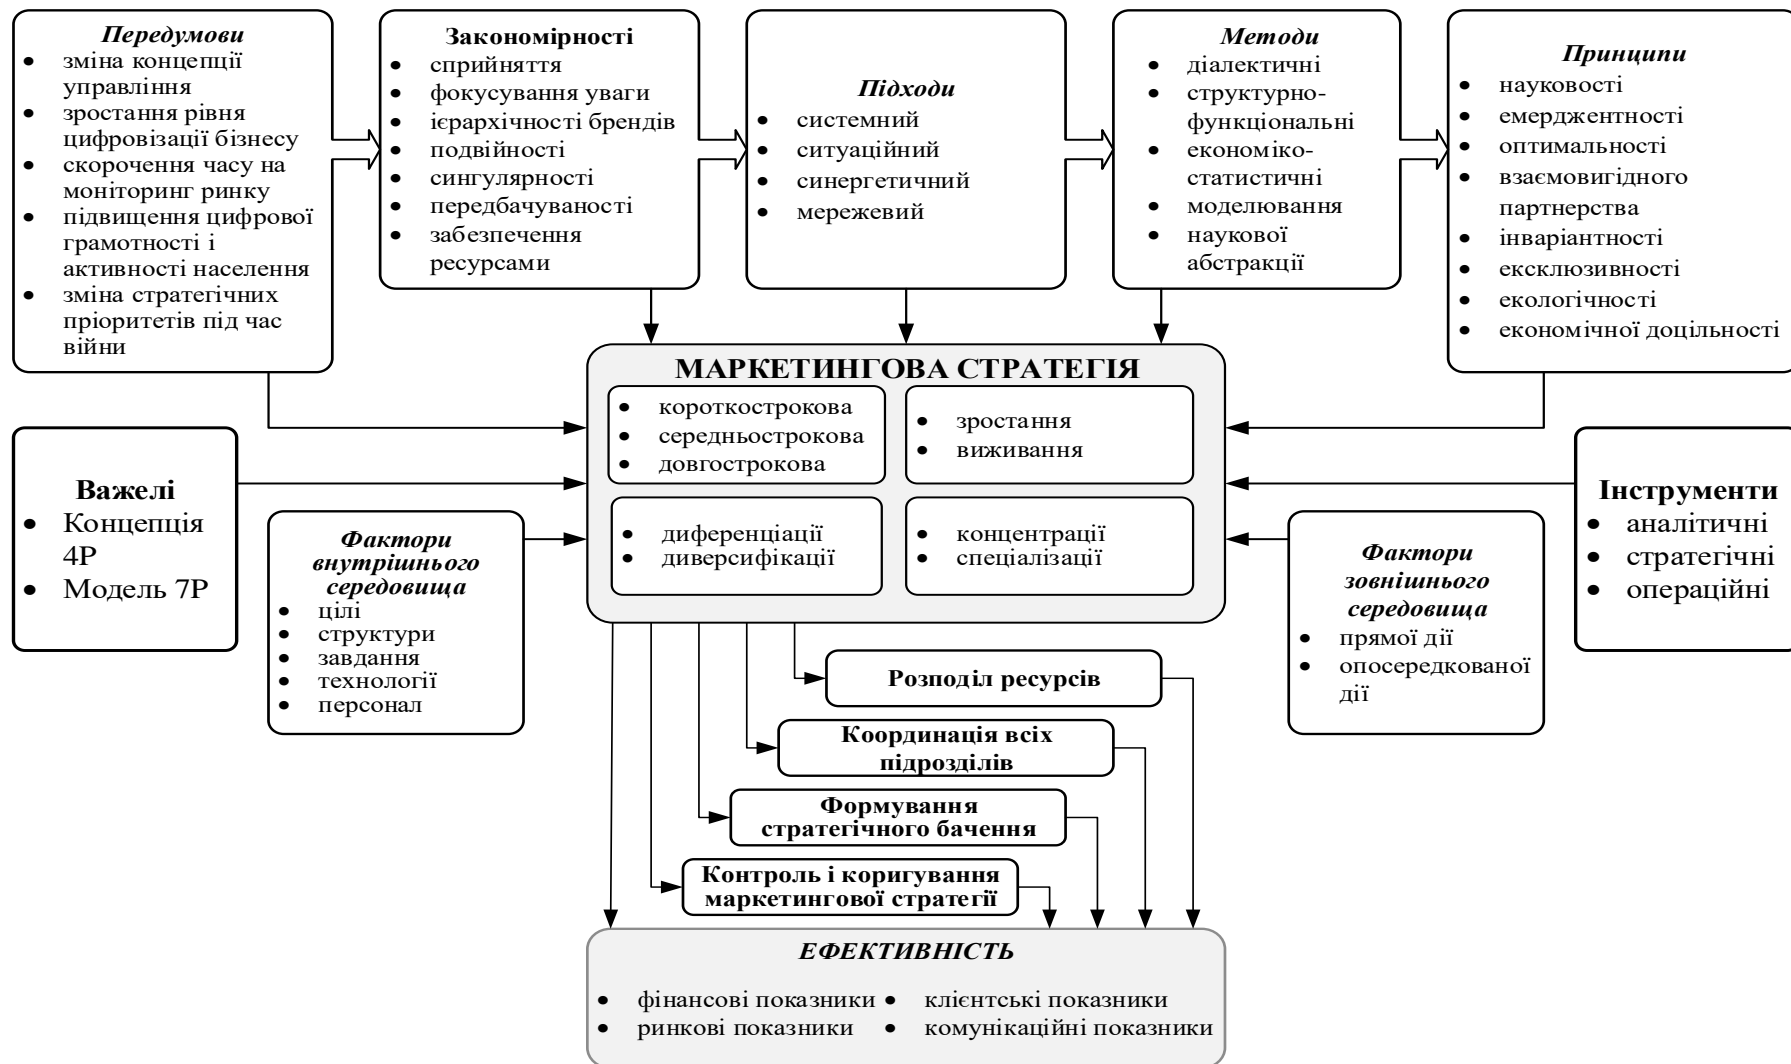 Передумови
• зміна концепції
управління
• зростання рівня
цифровізації бізнесу
• скорочення часу на
моніторинг ринку
• підвищення цифрової
грамотності і
активності населення
• зміна стратегічних
пріоритетів під час
війни
Закономірності
• сприйняття
• фокусування уваги
• ієрархічності брендів
• подвійності
• сингулярності
• передбачуваності
• забезпечення
ресурсами
Підходи
• системний
• ситуаційний
• синергетичний
• мережевий
Методи
• діалектичні
• структурно-
функціональні
• економіко-
статистичні
• моделювання
• наукової
абстракції
Принципи
• науковості
• емерджентності
• оптимальності
• взаємовигідного
партнерства
• інваріантності
• ексклюзивності
• екологічності
• економічної доцільності
МАРКЕТИНГОВА СТРАТЕГІЯ
• короткострокова
• середньострокова
• довгострокова
• зростання
• виживання
• диференціації
• диверсифікації
• концентрації
• спеціалізації
Важелі
• Концепція
4Р
• Модель 7Р
Фактори
внутрішнього
середовища
• цілі
• структури
• завдання
• технології
• персонал
Фактори
зовнішнього
середовища
• прямої дії
• опосередкованої
дії
Інструменти
• аналітичні
• стратегічні
• операційні
Розподіл ресурсів
Координація всіх
підрозділів
Формування
стратегічного бачення
Контроль і коригування
маркетингової стратегії
ЕФЕКТИВНІСТЬ
• фінансові показники
• ринкові показники
• клієнтські показники
• комунікаційні показники